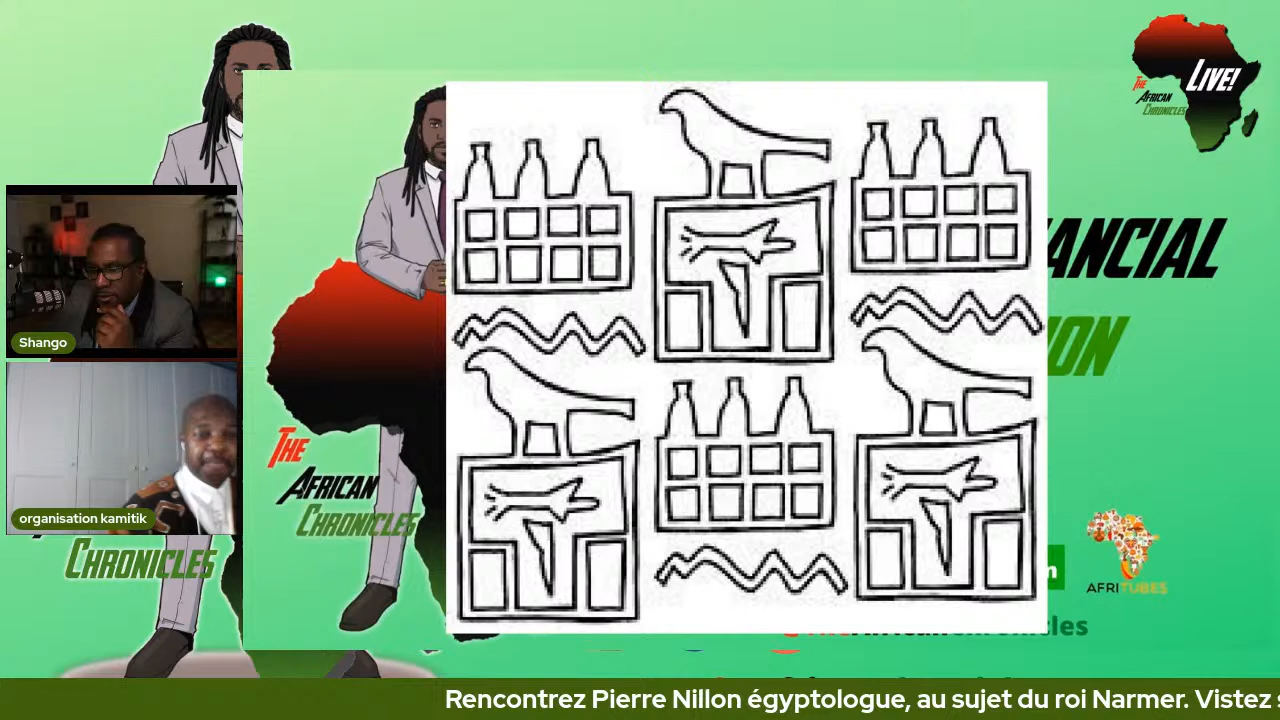 LIVE!
THE
AFRICAN
CHRONICLES
ANCIAL
ON
Shango
organisation kamitik
THE
AFRICAN
CHRONICLES
CHRONICLES
AFRITUBES
Rencontrez Pierre Nillon égyptologue, au sujet du roi Narmer. Vistez s